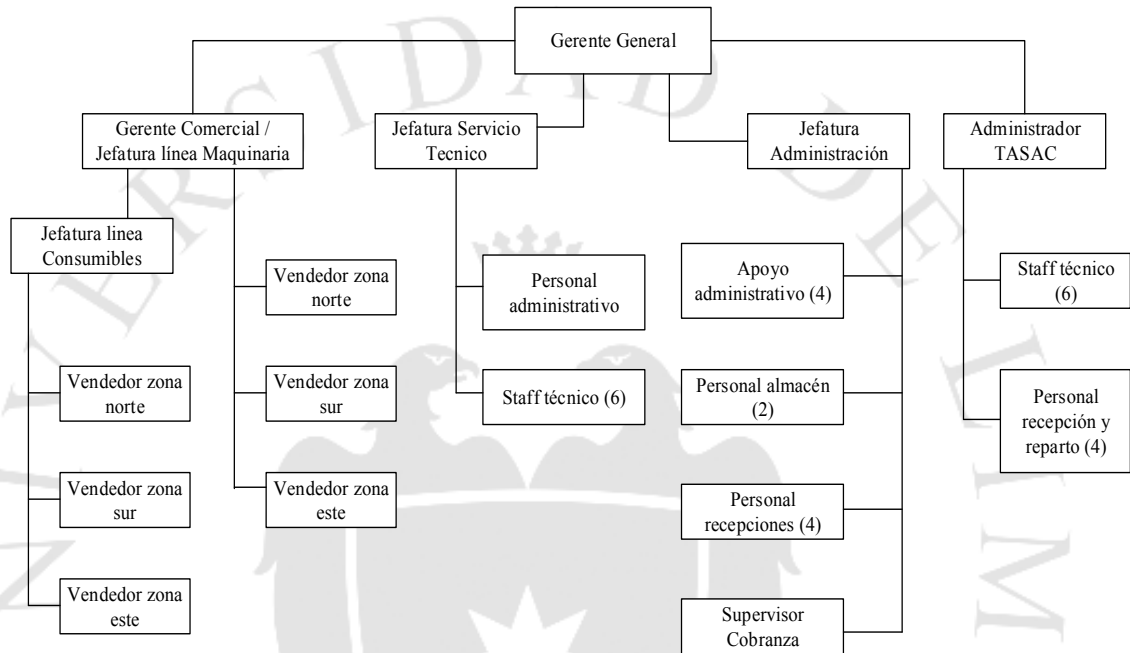 Gerente General
Gerente Comercial /
Jefatura línea Maquinaria
Jefatura Servicio
Tecnico
Jefatura
Administración
Administrador
TASAC
Jefatura linea
Consumibles
Vendedor zona
norte
Vendedor zona
sur
Vendedor zona
este
Vendedor zona
norte
Vendedor zona
sur
Vendedor zona
este
Personal
administrativo
Staff técnico (6)
Apoyo
administrativo (4)
Personal almacén
(2)
Personal
recepciones (4)
Supervisor
Cobranza
Staff técnico
(6)
Personal
recepción y
reparto (4)
NIVERSIDAD DE LIM